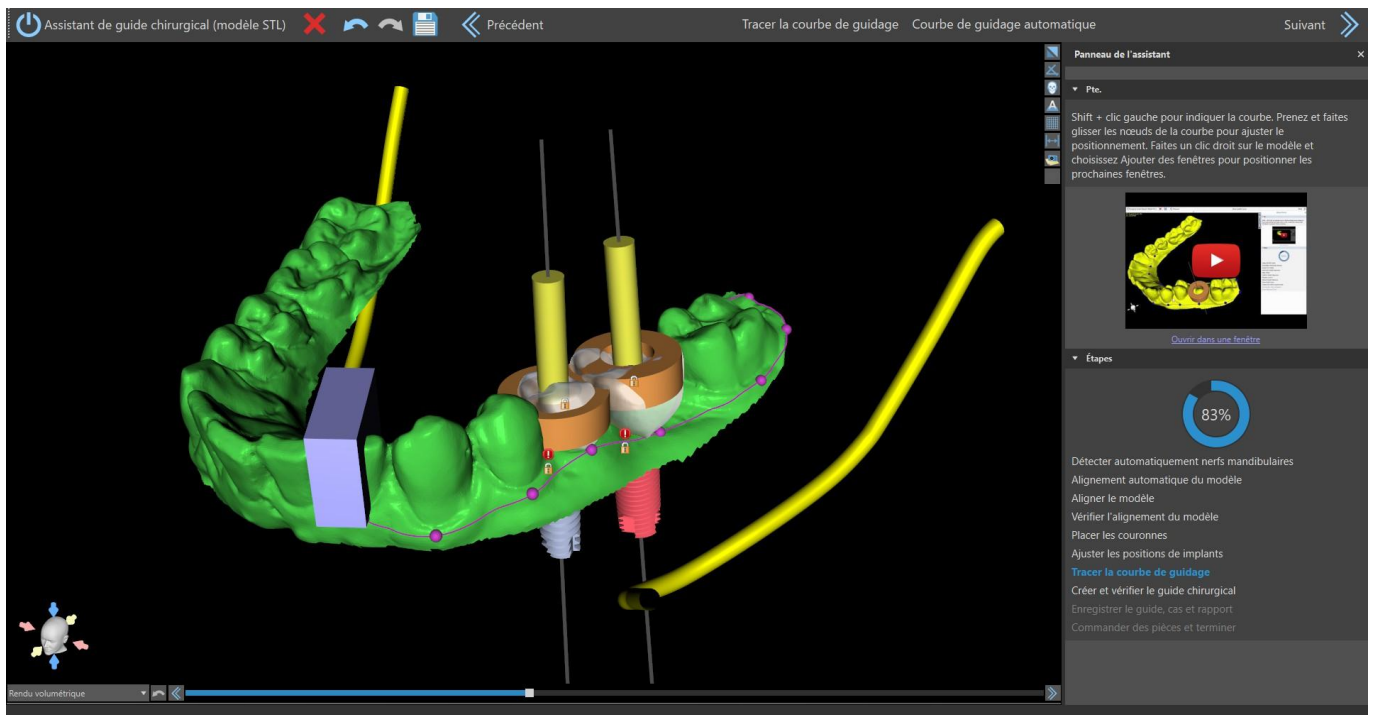 Assistant de guide chirurgical (modèle STL)
Précédent
Tracer la courbe de guidage
Courbe de guidage automatique
Suivant
Panneau de l'assistant
Pte.
Shift + clic gauche pour indiquer la courbe. Prenez et faites
glisser les nœuds de la courbe pour ajuster le
positionnement. Faites un clic droit sur le modèle et
choisissez Ajouter des fenêtres pour positionner les
prochaines fenêtres.
Ouvrir dans une fenêtre
Étapes
83%
Détecter automatiquement nerfs mandibulaires
Alignement automatique du modèle
Aligner le modèle
Vérifier l'alignement du modèle
Placer les couronnes
Ajuster les positions de implants
Tracer la courbe de guidage
Créer et vérifier le guide chirurgical
Enregistrer le guide, cas et rapport
Commander des pièces et terminer
Rendu volumétrique